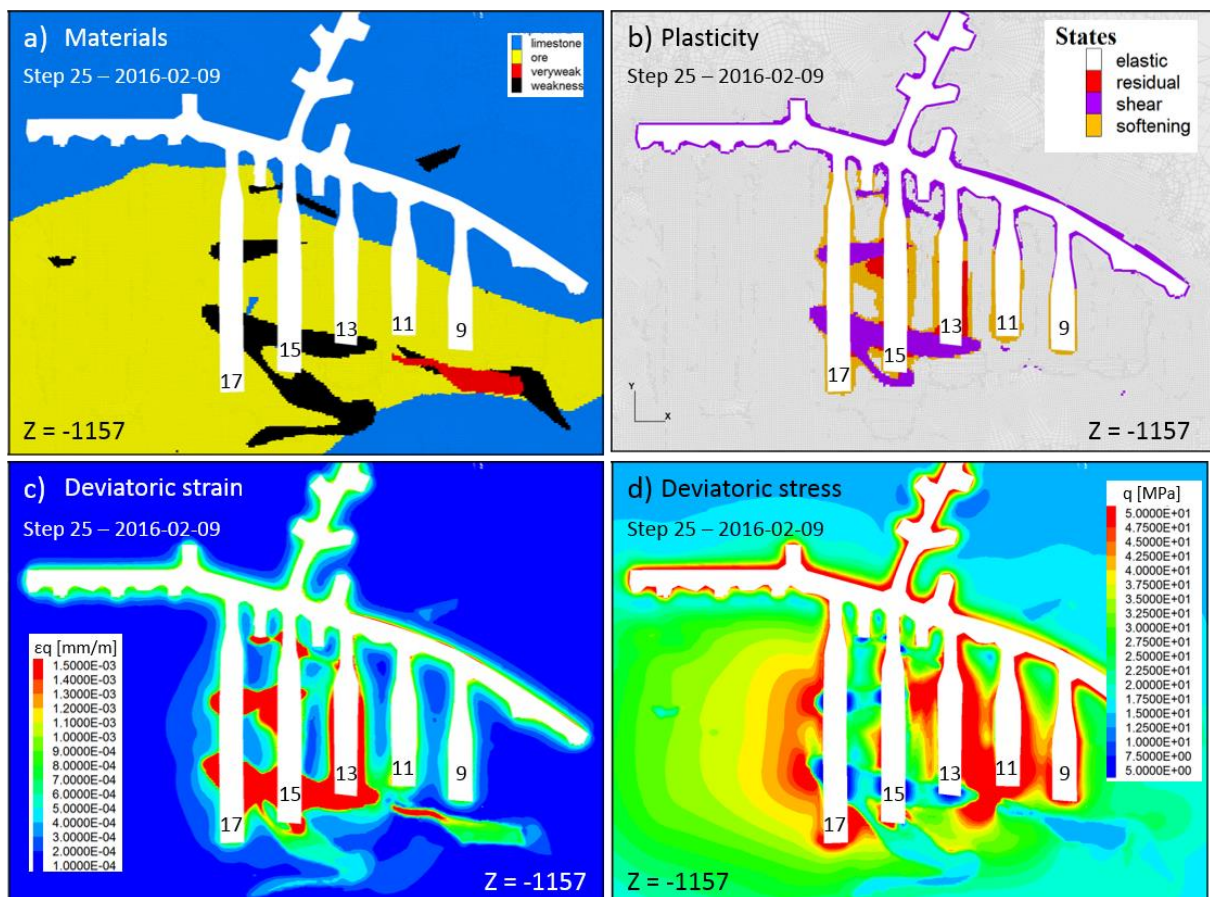 a) Materials
Step 25 – 2016-02-09
limestone
ore
veryweak
weakness
17
15
13
11
9
Z = -1157
b) Plasticity
Step 25 – 2016-02-09
States
elastic
residual
shear
softening
17
15
13
11
9
Y
X
Z = -1157
c) Deviatoric strain
Step 25 – 2016-02-09
εq [mm/m]
1.5000E-03
1.4000E-03
1.3000E-03
1.2000E-03
1.1000E-03
1.0000E-03
9.0000E-04
8.0000E-04
7.0000E-04
6.0000E-04
5.0000E-04
4.0000E-04
3.0000E-04
2.0000E-04
1.0000E-04
17
15
13
11
9
Z = -1157
d) Deviatoric stress
Step 25 – 2016-02-09
q [MPa]
5.0000E+01
4.7500E+01
4.5000E+01
4.2500E+01
4.0000E+01
3.7500E+01
3.5000E+01
3.2500E+01
3.0000E+01
2.7500E+01
2.5000E+01
2.2500E+01
2.0000E+01
1.7500E+01
1.5000E+01
1.2500E+01
1.0000E+01
7.5000E+00
5.0000E+00
17
15
13
11
9
Z = -1157